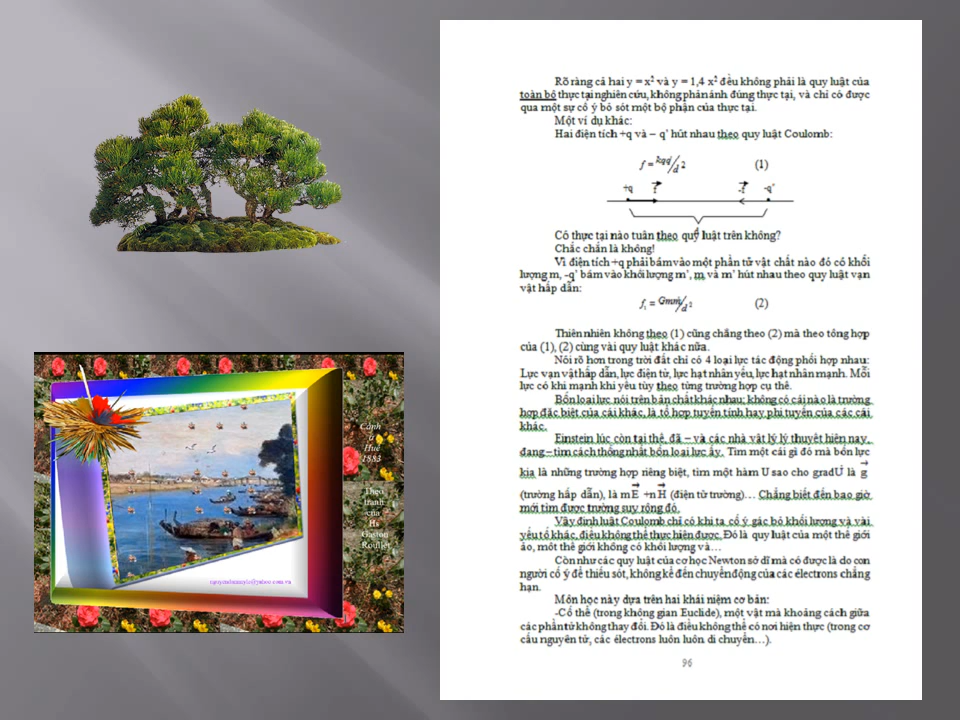 Rõ ràng cả hai y = x² và y = 1,4 x² đều không phải là quy luật của
toàn bộ thực tại nghiên cứu, không phản ánh đúng thực tại, và chỉ có được
qua một sự cố ý bỏ sót một bộ phận của thực tại.
Một ví dụ khác:
Hai điện tích +q và – q' hút nhau theo quy luật Coulomb:
f = kqq'/d² (1)
+q -q'
d
Có thực tại nào tuân theo quy luật trên không?
Chắc chắn là không!
Vì điện tích +q phải bám vào một phần tử vật chất nào đó có khối
lượng m, -q' bám vào khối lượng m', m và m' hút nhau theo quy luật vạn
vật hấp dẫn:
f₁ = Gmm'/d² (2)
Thiên nhiên không theo (1) cũng chẳng theo (2) mà theo tổng hợp
của (1), (2) cùng vài quy luật khác nữa.
Nói rõ hơn trong trời đất chỉ có 4 loại lực tác động phối hợp nhau:
Lực vạn vật hấp dẫn, lực điện từ, lực hạt nhân yếu, lực hạt nhân mạnh. Mỗi
lực có khi mạnh khi yếu tùy theo từng trường hợp cụ thể.
Bốn loại lực nói trên bản chất khác nhau; không có cái nào là trường
hợp đặc biệt của cái khác, là tổ hợp tuyến tính hay phi tuyến của các cái
khác.
Einstein lúc còn tại thế, đã – và các nhà vật lý lý thuyết hiện nay,
đang – tìm cách thống nhất bốn loại lực ấy. Tìm một cái gì đó mà bốn lực
kia là những trường hợp riêng biệt, tìm một hàm U sao cho gradU là g
(trường hấp dẫn), là mE +nH (điện từ trường)… Chẳng biết đến bao giờ
mới tìm được trường suy rộng đó.
Vậy định luật Coulomb chỉ có khi ta cố ý gác bỏ khối lượng và vài
yếu tố khác, điều không thể thực hiện được. Đó là quy luật của một thế giới
ảo, một thế giới không có khối lượng và…
Còn như các quy luật của cơ học Newton sở dĩ mà có được là do con
người cố ý để thiếu sót, không kể đến chuyển động của các électrons chẳng
hạn.
Môn học này dựa trên hai khái niệm cơ bản:
-Cố thể (trong không gian Euclide), một vật mà khoảng cách giữa
các phần tử không thay đổi. Đó là điều không thể có nơi hiện thực (trong cơ
cấu nguyên tử, các électrons luôn luôn di chuyển…).
96
Cảnh
Huế
1883
Theo
tranh
của
Hs
Gaston
Roullet